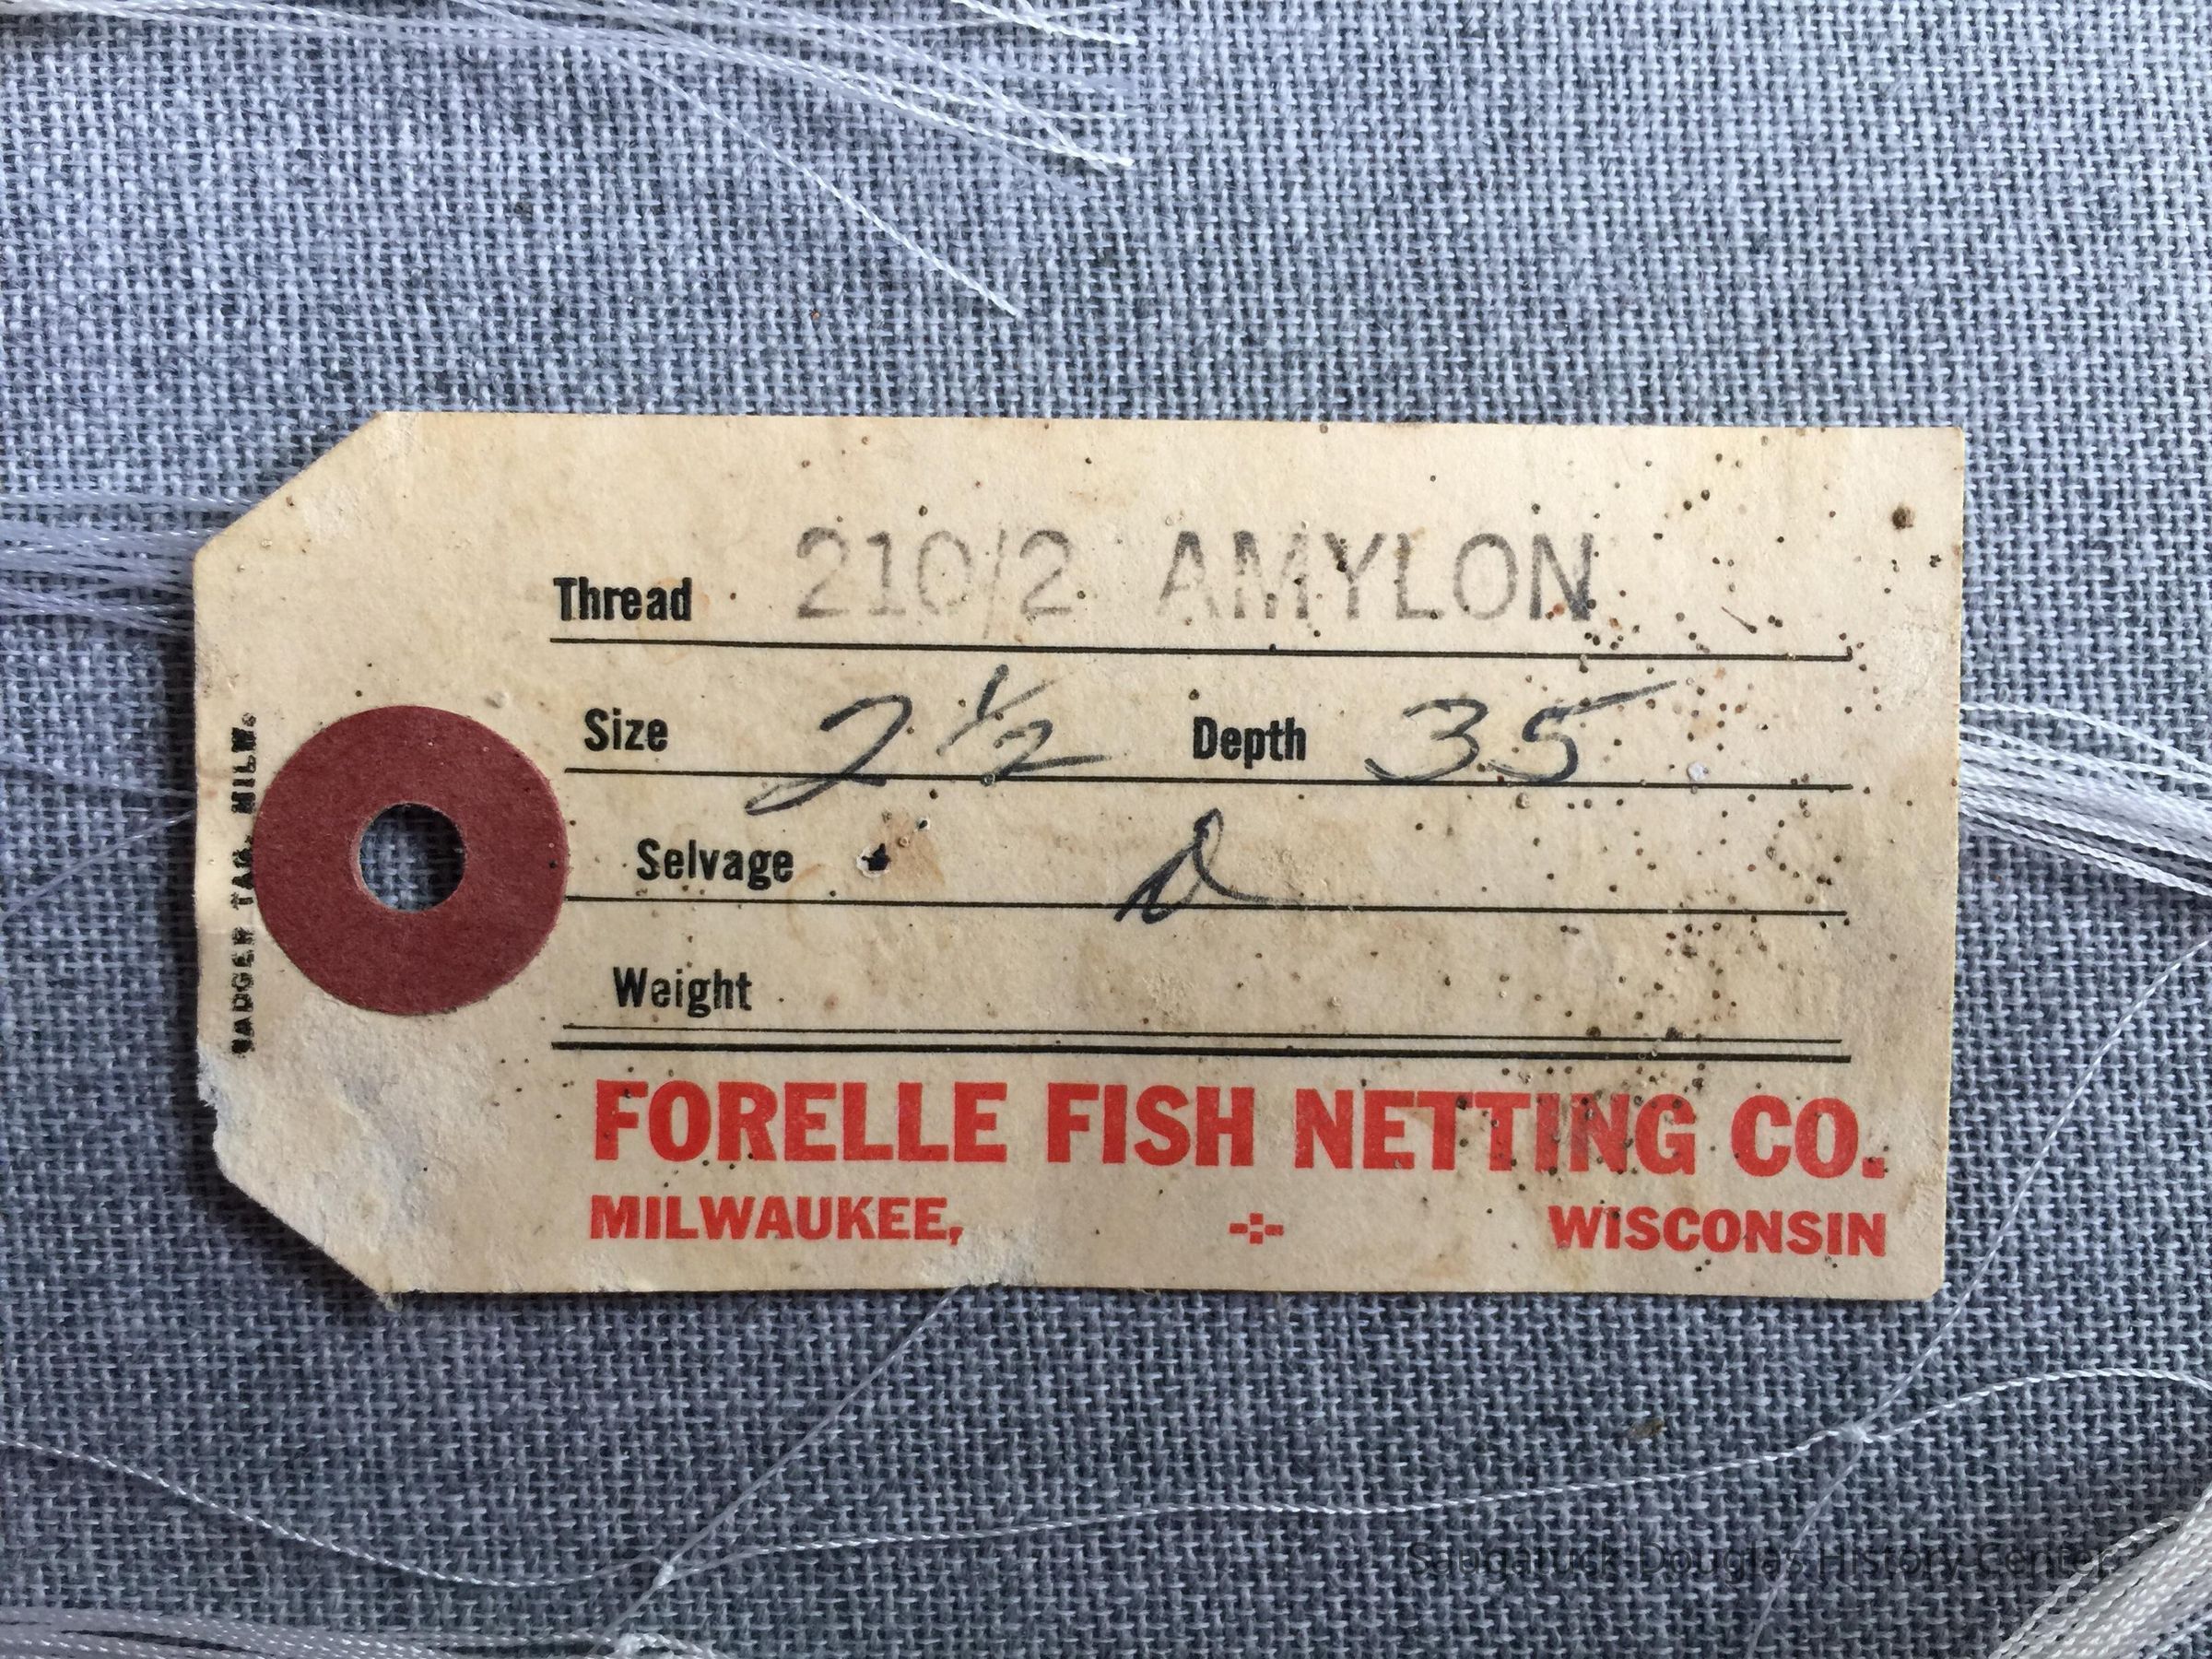 Thread 210/2 AMYLON
Size 2 1/2 Depth 35
Selvage D
Weight
FORELLE FISH NETTING CO.
MILWAUKEE, -:- WISCONSIN
BADGER TAG. MILW.
Saugatuck-Douglas History Center